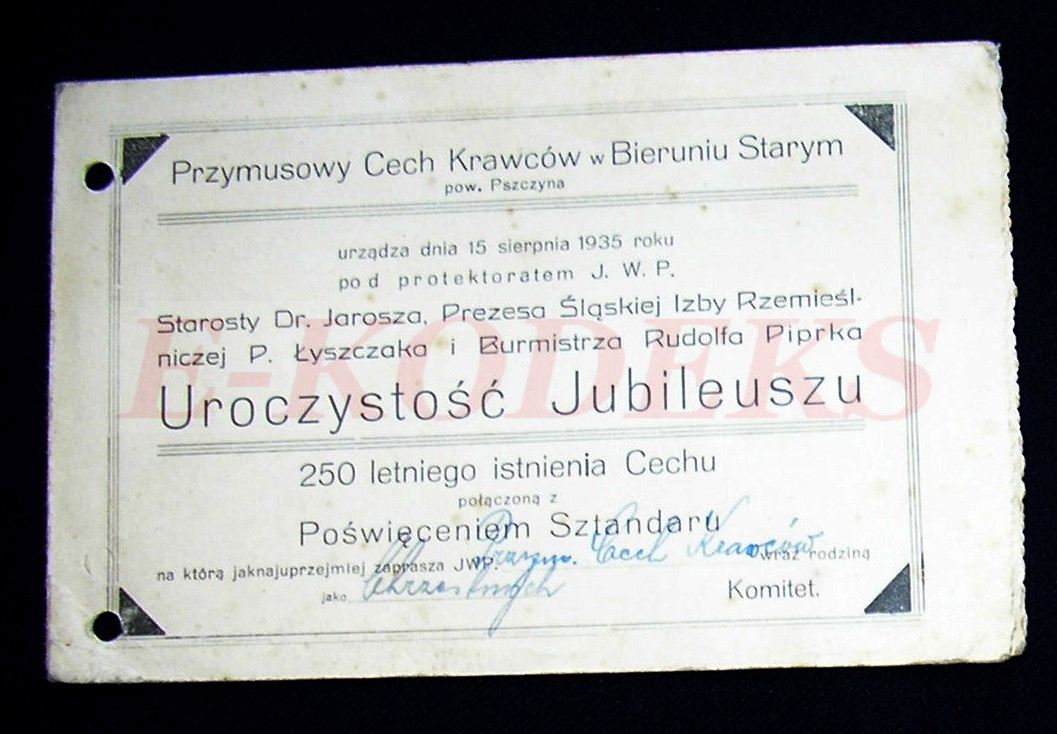 Przymusowy Cech Krawców w Bieruniu Starym
pow. Pszczyna
urządza dnia 15 sierpnia 1935 roku
pod protektoratem J. W. P.
Starosty Dr. Jarosza, Prezesa Śląskiej Izby Rzemieśl-
niczej P. Łyszczaka i Burmistrza Rudolfa Piprka
E-KODEKS
Uroczystość Jubileuszu
250 letniego istnienia Cechu
połączoną z
Poświęceniem Sztandaru
na którą jaknajuprzejmiej zaprasza JWP. Przym. Cech Krawców wraz rodziną
jako Chrzestnych Komitet.